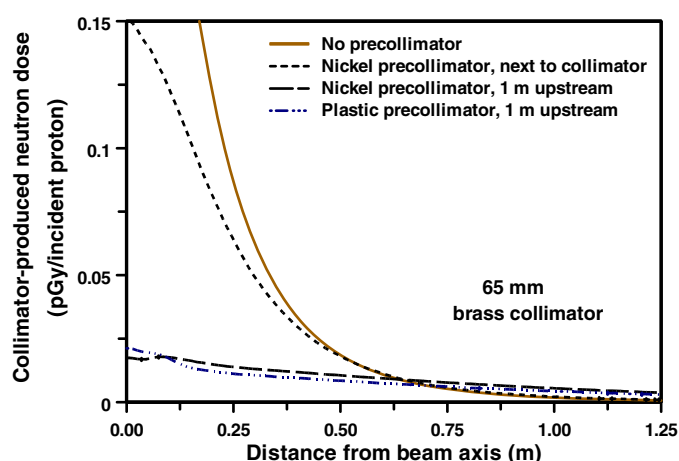 Collimator-produced neutron dose
(pGy/incident proton)
0.15
0.1
0.05
0
No precollimator
Nickel precollimator, next to collimator
Nickel precollimator, 1 m upstream
Plastic precollimator, 1 m upstream
65 mm
brass collimator
0.00
0.25
0.50
0.75
1.00
1.25
Distance from beam axis (m)